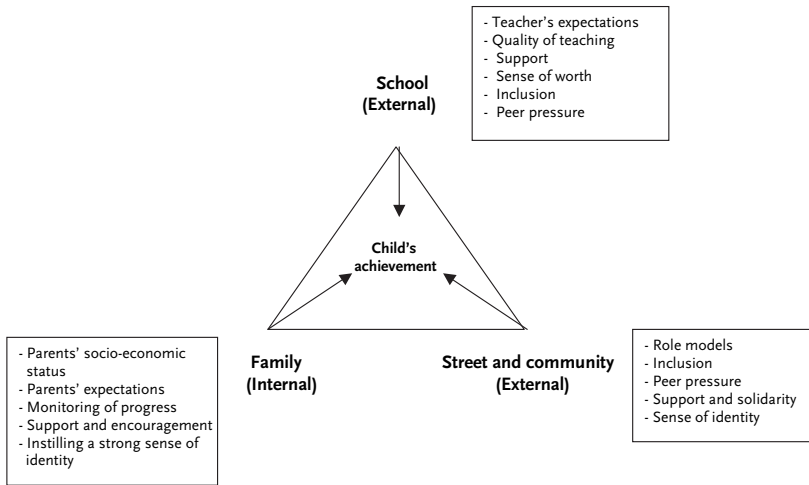 - Teacher's expectations
- Quality of teaching
- Support
- Sense of worth
- Inclusion
- Peer pressure
School
(External)
Child's
achievement
- Parents' socio-economic
status
- Parents' expectations
- Monitoring of progress
- Support and encouragement
- Instilling a strong sense of
identity
Family
(Internal)
Street and community
(External)
- Role models
- Inclusion
- Peer pressure
- Support and solidarity
- Sense of identity